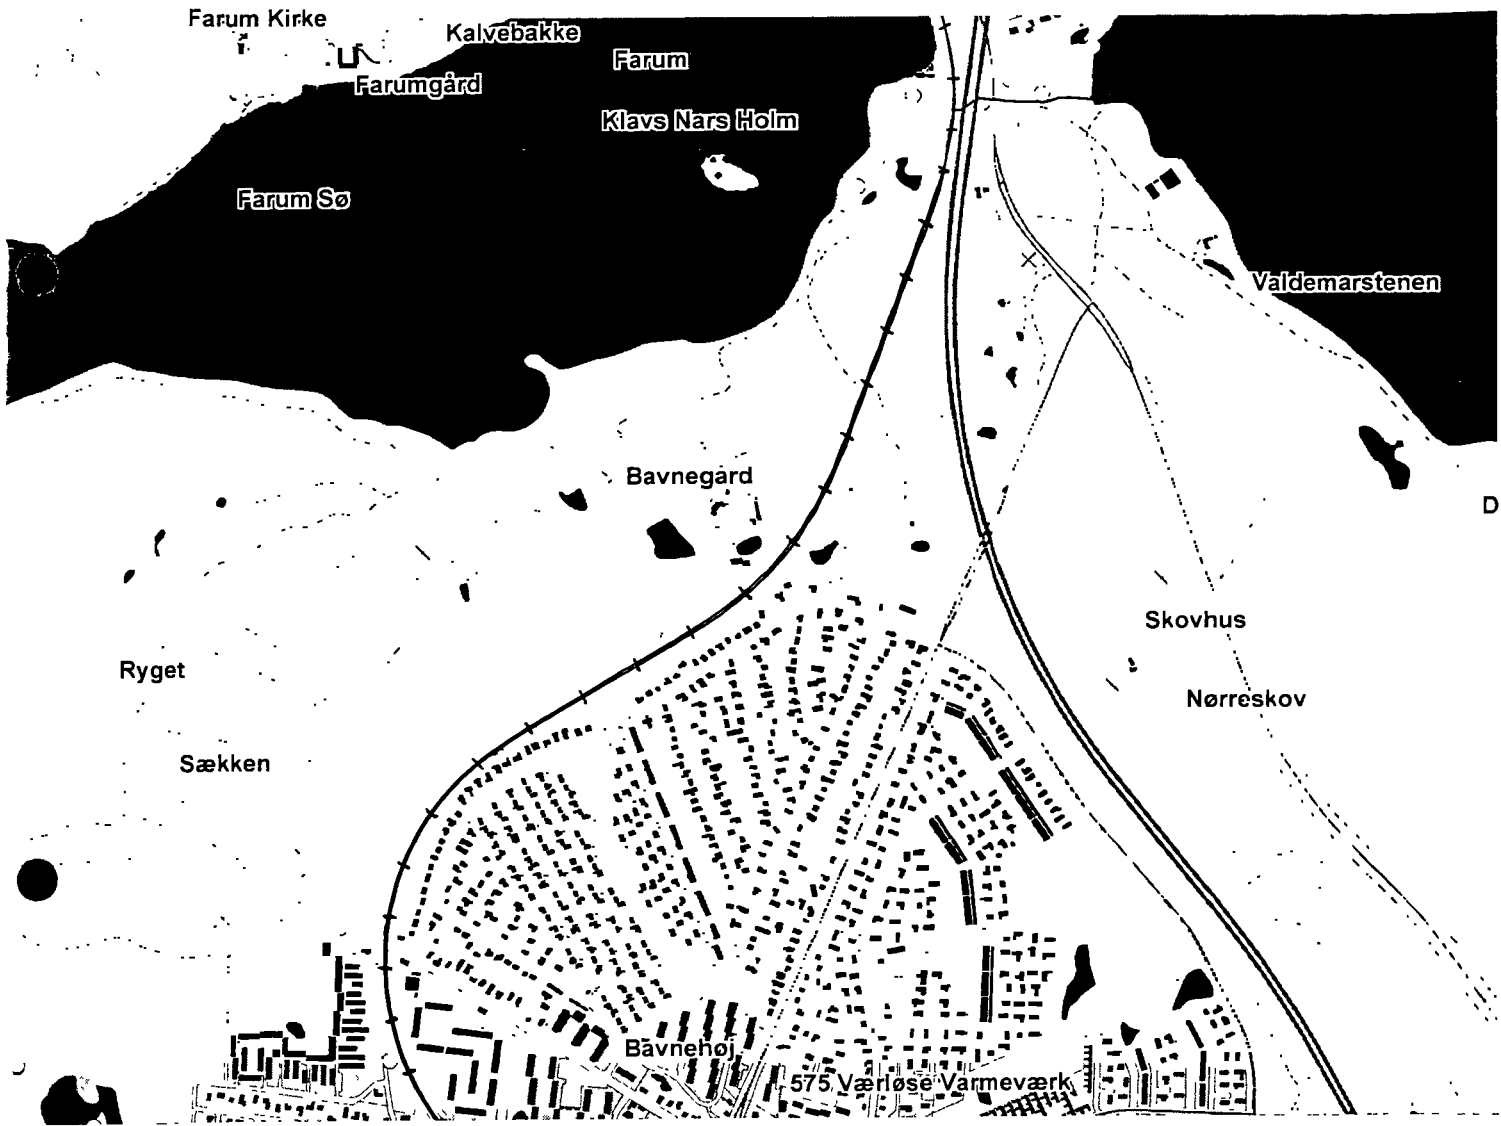 Farum Kirke
Kalvebakke
Farum
Farumgård
Klavs Nars Holm
Farum Sø
Valdemarstenen
Bavnegård
D
Skovhus
Ryget
Nørreskov
Sækken
Bavnehøj
575 Værløse Varmeværk